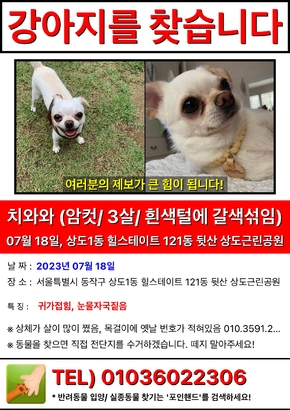 강아지를 찾습니다
여러분의 제보가 큰 힘이 됩니다!
치와와 (암컷/ 3살/ 흰색털에 갈색섞임)
07월 18일, 상도1동 힐스테이트 121동 뒷산 상도근린공원
날 짜 : 2023년 07월 18일
장 소 : 서울특별시 동작구 상도1동 힐스테이트 121동 뒷산 상도근린공원
특 징 : 귀가접힘, 눈물자국짙음
※ 상체가 살이 많이 쪘음, 목걸이에 옛날 번호가 적혀있음 010.3591.2...
※ 동물을 찾으면 직접 전단지를 수거하겠습니다. 떼지 말아주세요!
TEL) 01036022306
* 반려동물 입양/ 실종동물 찾기는 '포인핸드'를 검색하세요!